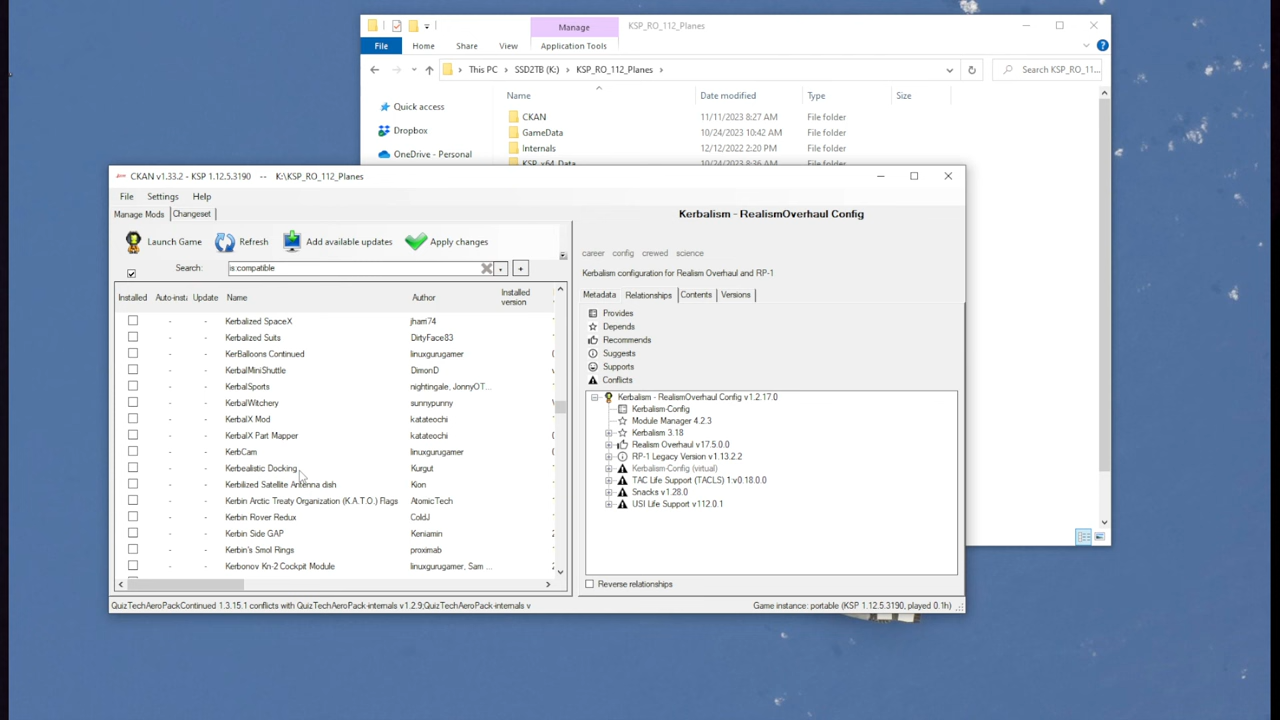 Manage
KSP_RO_112_Planes
File
Home
Share
View
Application Tools
This PC
SSD2TB (K:)
KSP_RO_112_Planes
Search KSP_RO_11...
Name
Date modified
Type
Size
Quick access
Dropbox
OneDrive - Personal
CKAN
11/11/2023 8:27 AM
File folder
GameData
10/24/2023 10:42 AM
File folder
Internals
12/12/2022 2:20 PM
File folder
KSP_x64_Data
10/24/2023 8:36 AM
File folder
CKAN v1.33.2 - KSP 1.12.5.3190 -- K:\KSP_RO_112_Planes
File Settings Help
Manage Mods Changeset
Launch Game
Refresh
Add available updates
Apply changes
Search:
is:compatible
Installed
Auto-insta
Update
Name
Author
Installed version
Kerbalized SpaceX
Kerbalized Suits
DirtyFace83
KerBalloons Continued
linuxgurugamer
KerbalMiniShuttle
DimonD
KerbalSports
nightingale, JonnyOT...
KerbalWitchery
sunnypunny
KerbalX Mod
katateochi
KerbalX Part Mapper
katateochi
KerbCam
linuxgurugamer
Kerbealistic Docking
Kurgut
Kerbilized Satellite Antenna dish
Kion
Kerbin Arctic Treaty Organization (K.A.T.O.) Flags
AtomicTech
Kerbin Rover Redux
ColdJ
Kerbin Side GAP
Keniamin
Kerbin's Smol Rings
proximab
Kerbonov Kn-2 Cockpit Module
linuxgurugamer, Sam ...
QuizTechAeroPackContinued 1.3.15.1 conflicts with QuizTechAeroPack-internals v1.2.9;QuizTechAeroPack-internals v
Kerbalism - RealismOverhaul Config
career config crewed science
Kerbalism configuration for Realism Overhaul and RP-1
Metadata Relationships Contents Versions
Provides
Depends
Recommends
Suggests
Supports
Conflicts
Kerbalism - RealismOverhaul Config v1.2.17.0
Kerbalism-Config
Module Manager 4.2.3
Kerbalism 3.18
Realism Overhaul v17.5.0.0
RP-1 Legacy Version v1.13.2.2
Kerbalism-Config (virtual)
TAC Life Support (TACLS) 1:v0.18.0.0
Snacks v1.28.0
USI Life Support v112.0.1
Reverse relationships
Game instance: portable (KSP 1.12.5.3190, played 0.1h)